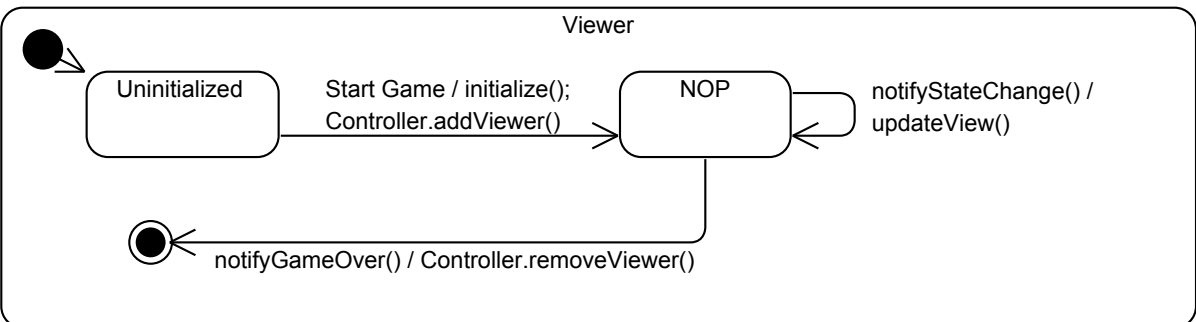 Viewer
Uninitialized
Start Game / initialize();
Controller.addViewer()
NOP
notifyStateChange() /
updateView()
notifyGameOver() / Controller.removeViewer()